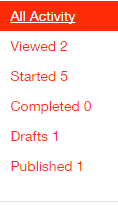 All Activity
Viewed 2
Started 5
Completed 0
Drafts 1
Published 1